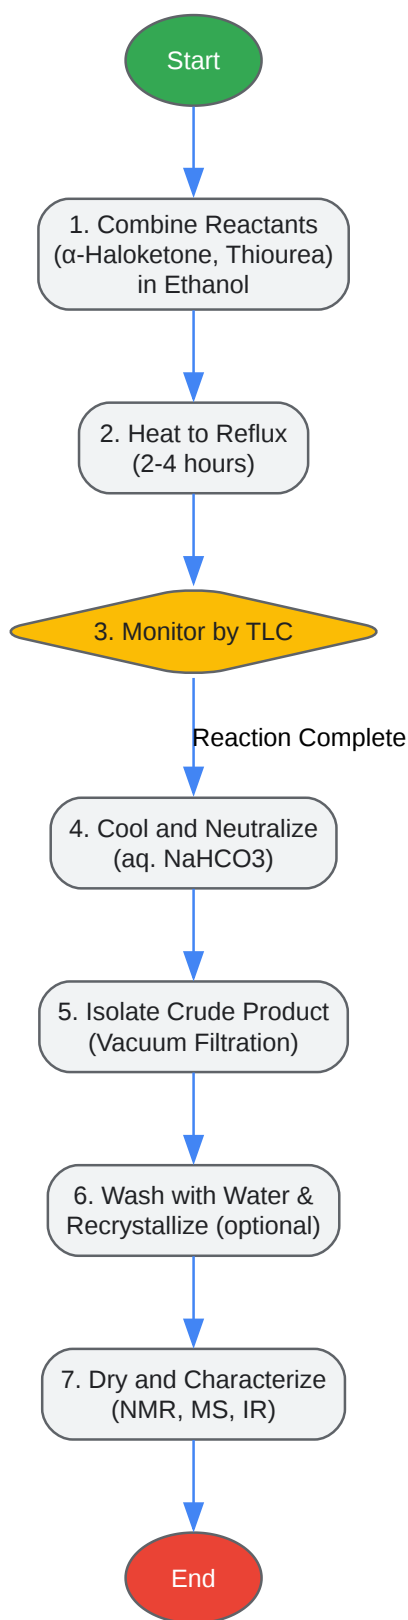 Start
1. Combine Reactants
(α-Haloketone, Thiourea)
in Ethanol
2. Heat to Reflux
(2-4 hours)
3. Monitor by TLC
Reaction Complete
4. Cool and Neutralize
(aq. NaHCO3)
5. Isolate Crude Product
(Vacuum Filtration)
6. Wash with Water &
Recrystallize (optional)
7. Dry and Characterize
(NMR, MS, IR)
End